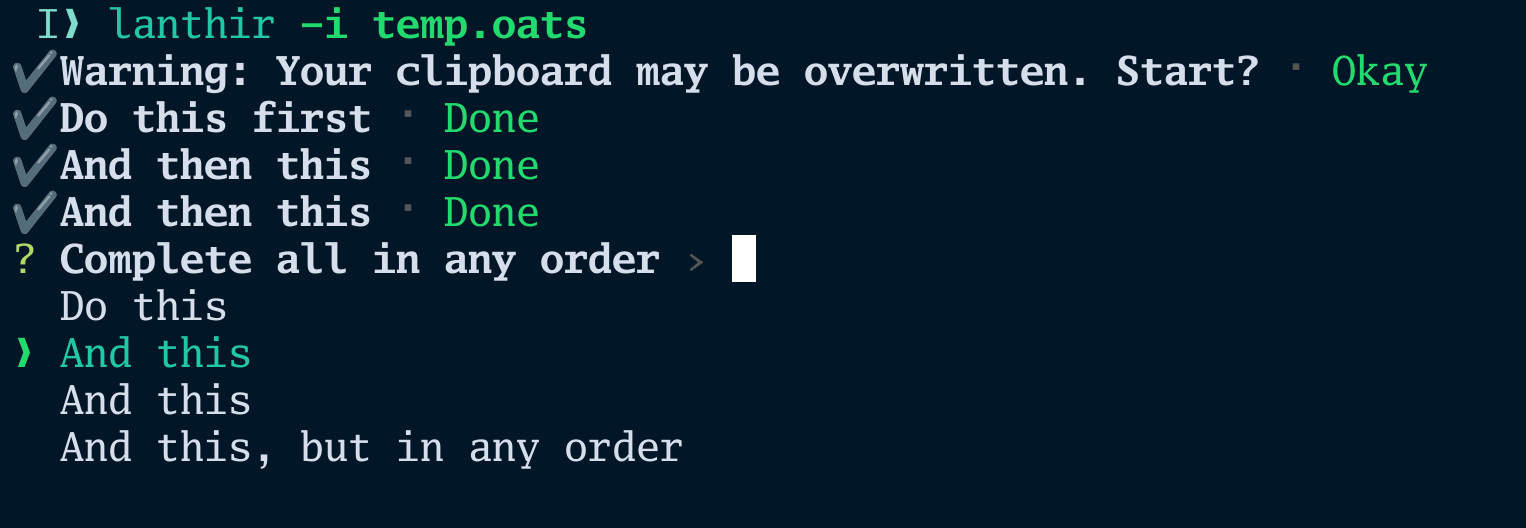 I❱ lanthir -i temp.oats
✔Warning: Your clipboard may be overwritten. Start? · Okay
✔Do this first · Done
✔And then this · Done
✔And then this · Done
? Complete all in any order ›
Do this
❱ And this
And this
And this, but in any order